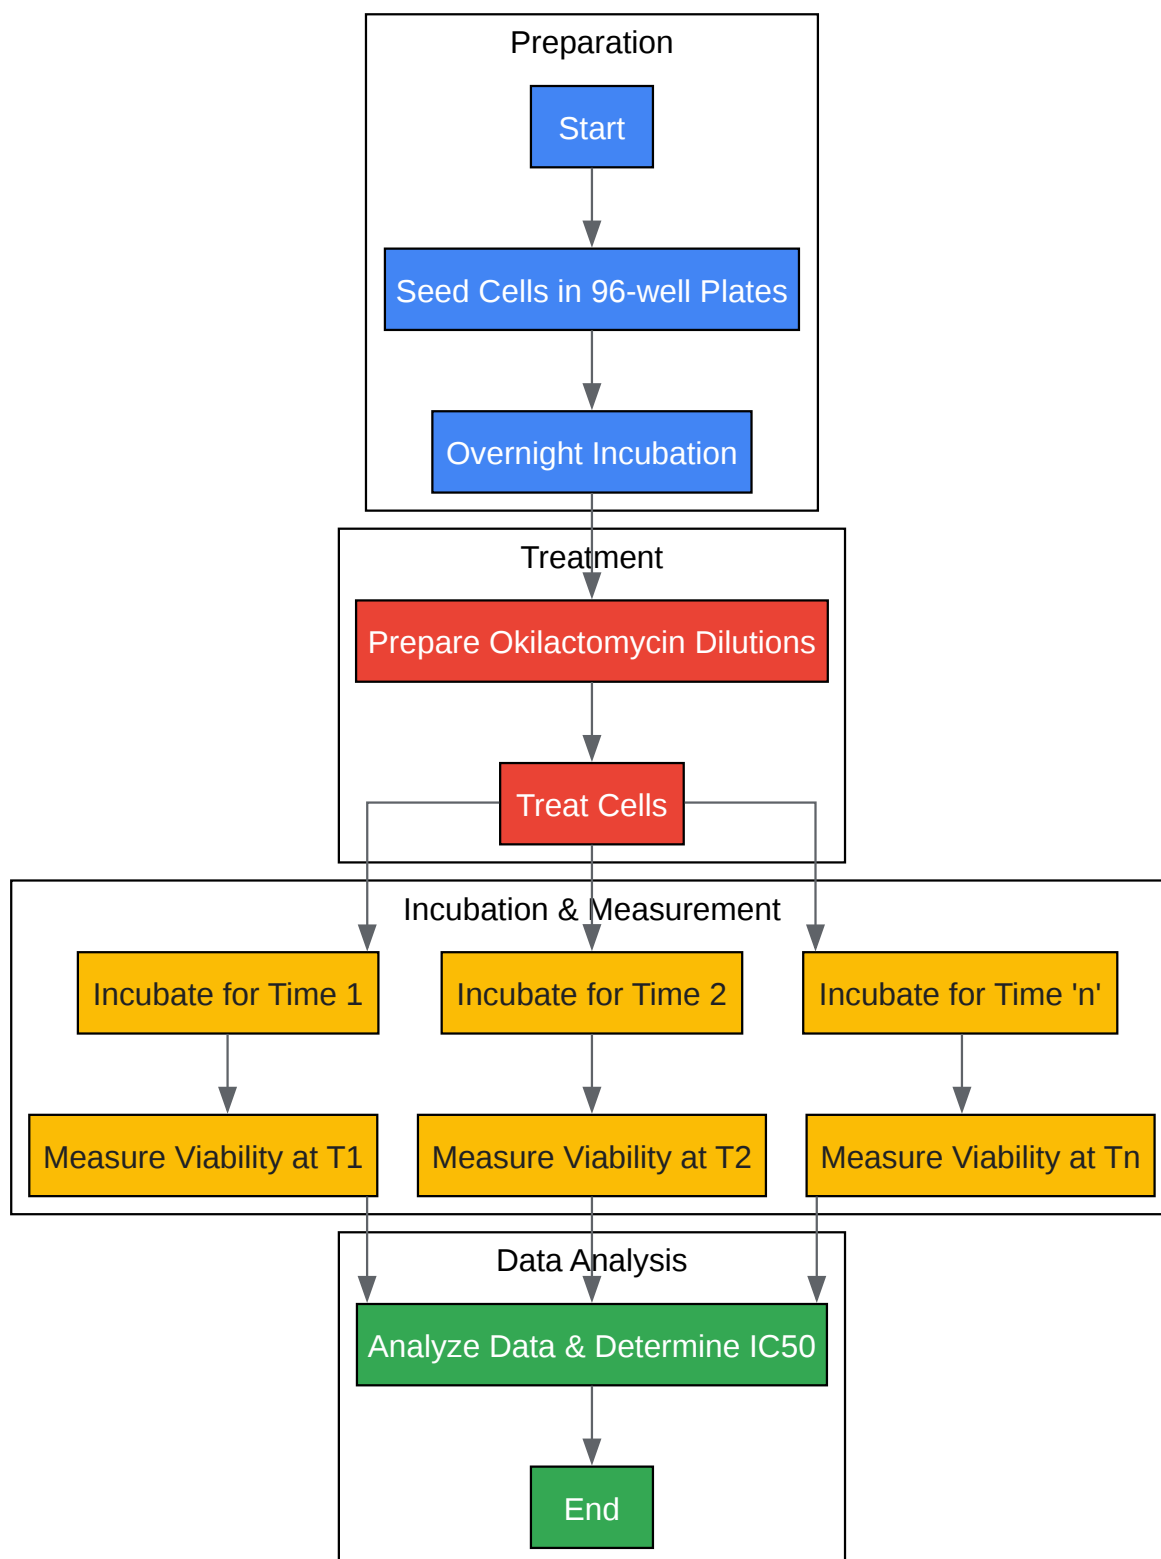 Preparation
Start
Seed Cells in 96-well Plates
Overnight Incubation
Treatment
Prepare Okilactomycin Dilutions
Treat Cells
Incubation & Measurement
Incubate for Time 1
Incubate for Time 2
Incubate for Time 'n'
Measure Viability at T1
Measure Viability at T2
Measure Viability at Tn
Data Analysis
Analyze Data & Determine IC50
End